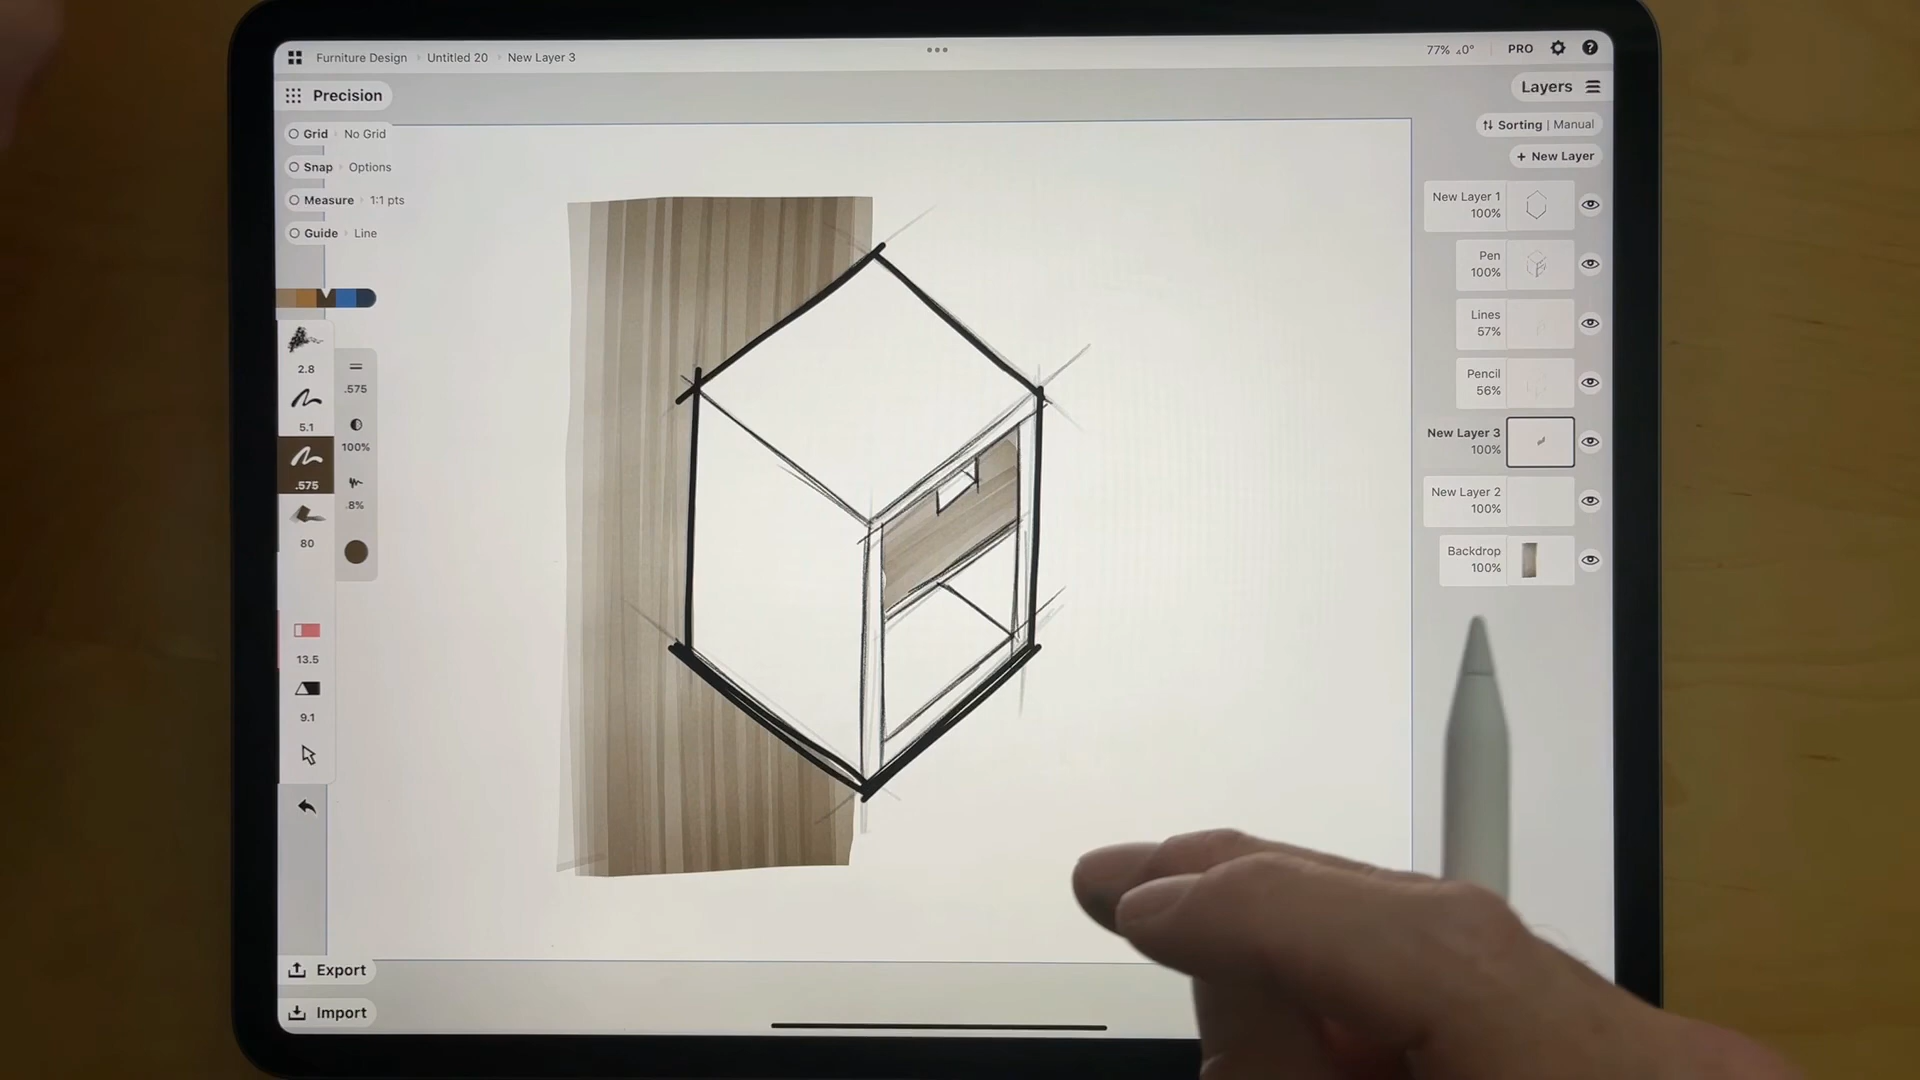 Furniture Design › Untitled 20 › New Layer 3
77% ⊿0° PRO
Precision
Layers
Grid › No Grid
Sorting | Manual
Snap › Options
+ New Layer
Measure › 1:1 pts
Guide › Line
New Layer 1
100%
Pen
100%
Lines
57%
Pencil
56%
New Layer 3
100%
New Layer 2
100%
Backdrop
100%
2.8
5.1
.575
80
13.5
9.1
.575
100%
.8%
Export
Import